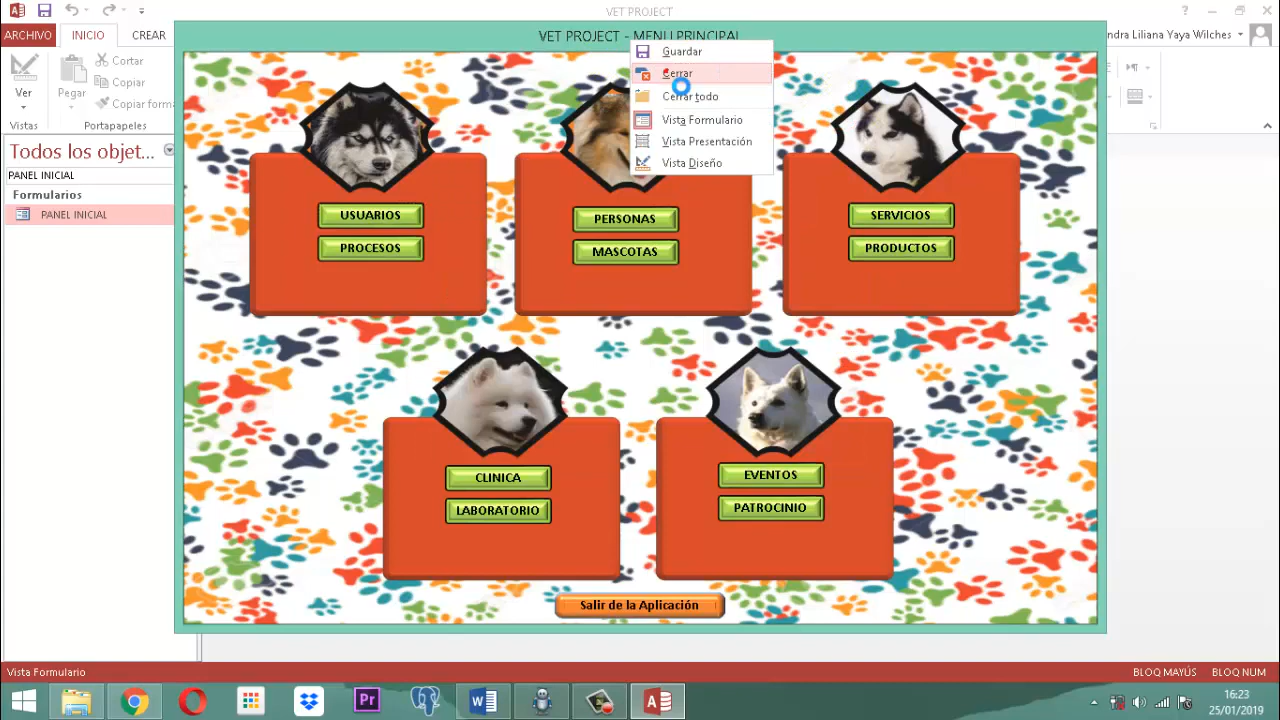 VET PROJECT
ARCHIVO
INICIO
CREAR
Ver
Vistas
Pegar
Cortar
Copiar
Copiar forma
Portapapeles
ndra Liliana Yaya Wilches
Todos los objet...
PANEL INICIAL
Formularios
PANEL INICIAL
VET PROJECT - MENU PRINCIPAL
Guardar
Cerrar
Cerrar todo
Vista Formulario
Vista Presentación
Vista Diseño
USUARIOS
PROCESOS
PERSONAS
MASCOTAS
SERVICIOS
PRODUCTOS
CLINICA
LABORATORIO
EVENTOS
PATROCINIO
Salir de la Aplicación
Vista Formulario
BLOQ MAYÚS
BLOQ NUM
Pr
16:23
25/01/2019